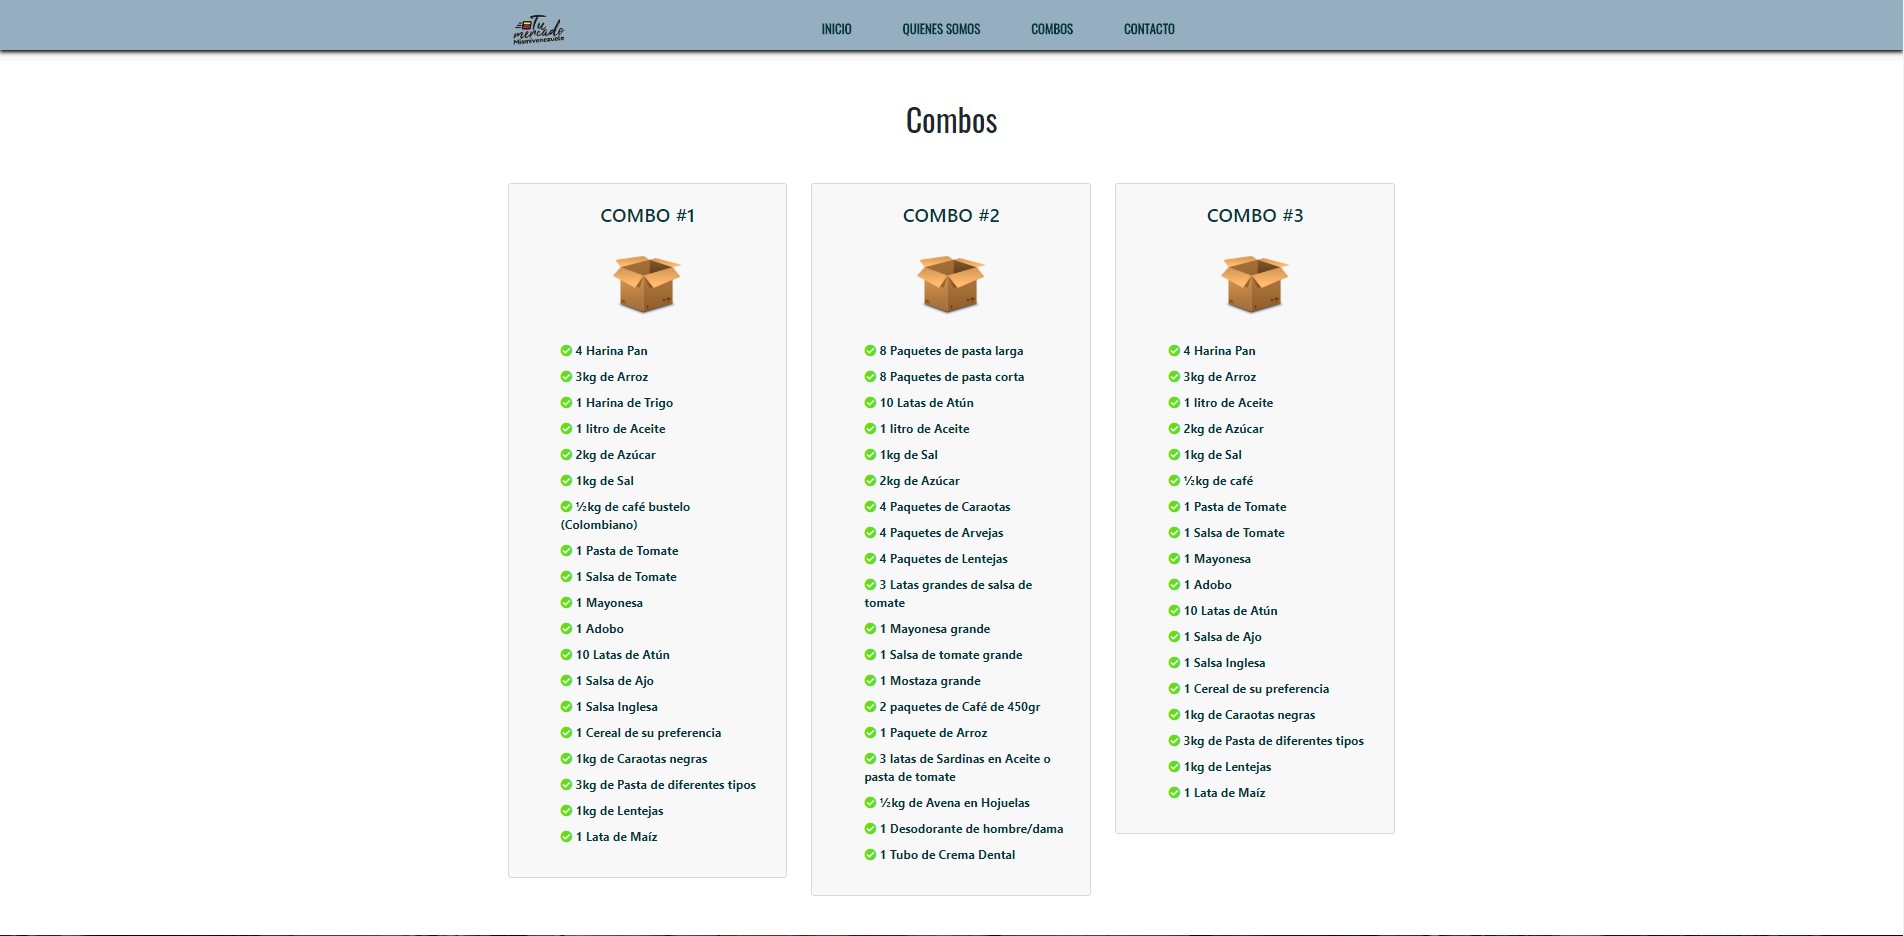 Tu
mercado
Miamivenezuela
INICIO
QUIENES SOMOS
COMBOS
CONTACTO
Combos
COMBO #1
4 Harina Pan
3kg de Arroz
1 Harina de Trigo
1 litro de Aceite
2kg de Azúcar
1kg de Sal
½kg de café bustelo
(Colombiano)
1 Pasta de Tomate
1 Salsa de Tomate
1 Mayonesa
1 Adobo
10 Latas de Atún
1 Salsa de Ajo
1 Salsa Inglesa
1 Cereal de su preferencia
1kg de Caraotas negras
3kg de Pasta de diferentes tipos
1kg de Lentejas
1 Lata de Maíz
COMBO #2
8 Paquetes de pasta larga
8 Paquetes de pasta corta
10 Latas de Atún
1 litro de Aceite
1kg de Sal
2kg de Azúcar
4 Paquetes de Caraotas
4 Paquetes de Arvejas
4 Paquetes de Lentejas
3 Latas grandes de salsa de
tomate
1 Mayonesa grande
1 Salsa de tomate grande
1 Mostaza grande
2 paquetes de Café de 450gr
1 Paquete de Arroz
3 latas de Sardinas en Aceite o
pasta de tomate
½kg de Avena en Hojuelas
1 Desodorante de hombre/dama
1 Tubo de Crema Dental
COMBO #3
4 Harina Pan
3kg de Arroz
1 litro de Aceite
2kg de Azúcar
1kg de Sal
½kg de café
1 Pasta de Tomate
1 Salsa de Tomate
1 Mayonesa
1 Adobo
10 Latas de Atún
1 Salsa de Ajo
1 Salsa Inglesa
1 Cereal de su preferencia
1kg de Caraotas negras
3kg de Pasta de diferentes tipos
1kg de Lentejas
1 Lata de Maíz